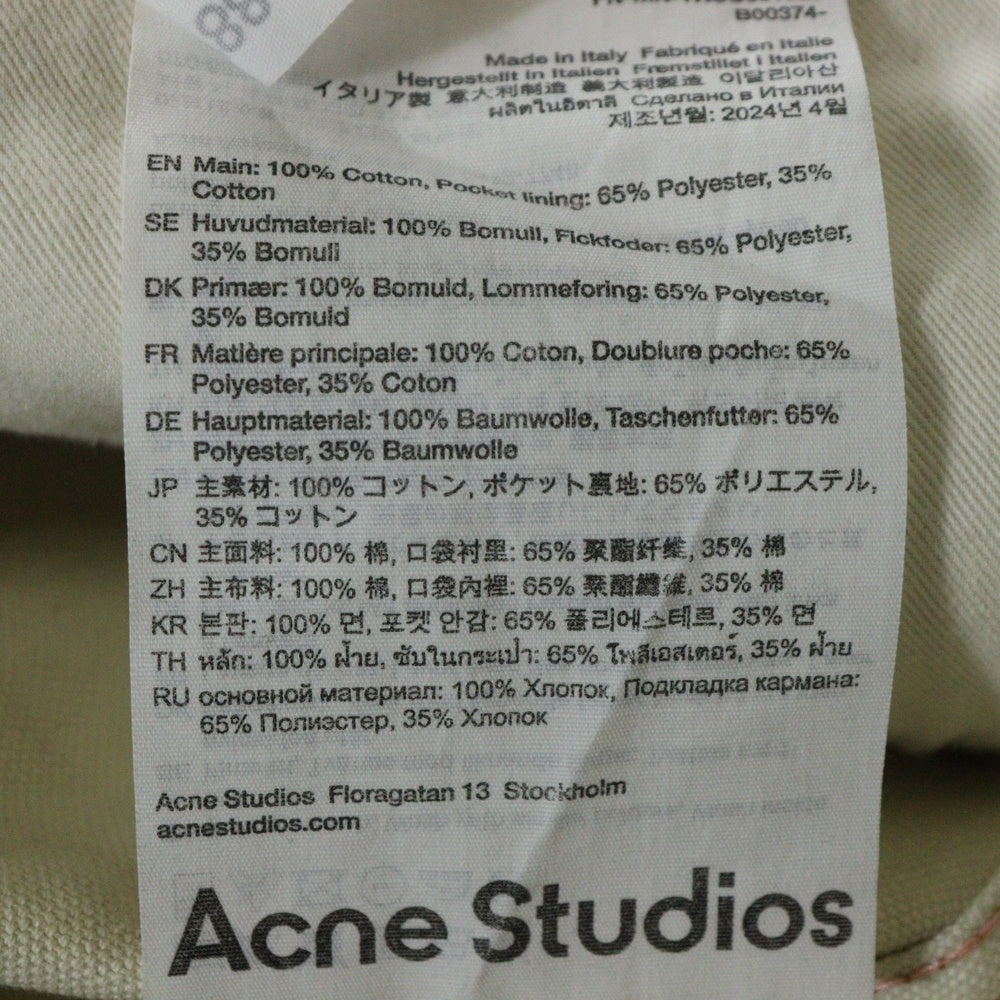 B00374-
Made in Italy Fabriqué en Italie
Hergestellt in Italien Fremstillet i Italien
イタリア製 意大利制造 義大利製造 이탈리아산
ผลิตในอิตาลี Сделано в Италии
제조년월: 2024년 4월
EN Main: 100% Cotton, Pocket lining: 65% Polyester, 35%
Cotton
SE Huvudmaterial: 100% Bomull, Fickfoder: 65% Polyester,
35% Bomull
DK Primær: 100% Bomuld, Lommeforing: 65% Polyester,
35% Bomuld
FR Matière principale: 100% Coton, Doublure poche: 65%
Polyester, 35% Coton
DE Hauptmaterial: 100% Baumwolle, Taschenfutter: 65%
Polyester, 35% Baumwolle
JP 主素材: 100% コットン, ポケット裏地: 65% ポリエステル,
35% コットン
CN 主面料: 100% 棉, 口袋衬里: 65% 聚酯纤维, 35% 棉
ZH 主布料: 100% 棉, 口袋內裡: 65% 聚酯纖維, 35% 棉
KR 본판: 100% 면, 포켓 안감: 65% 폴리에스테르, 35% 면
TH หลัก: 100% ฝ้าย, ซับในกระเป๋า: 65% โพลีเอสเตอร์, 35% ฝ้าย
RU основной материал: 100% Хлопок, Подкладка кармана:
65% Полиэстер, 35% Хлопок
Acne Studios Floragatan 13 Stockholm
acnestudios.com
Acne Studios